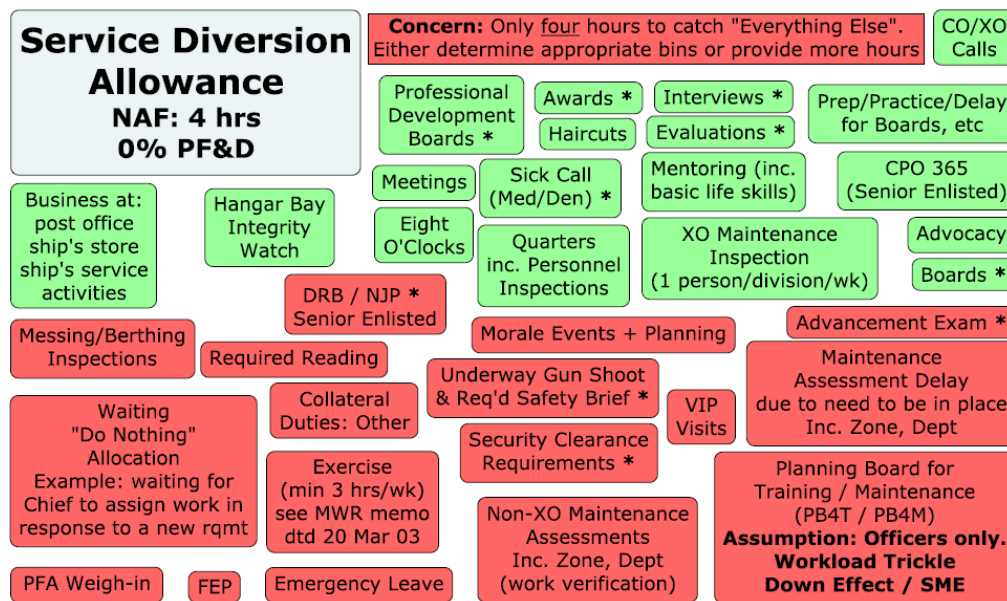 Service Diversion
Allowance
NAF: 4 hrs
0% PF&D
Concern: Only four hours to catch "Everything Else".
Either determine appropriate bins or provide more hours
CO/XO
Calls
Professional
Development
Boards *
Awards *
Haircuts
Interviews *
Evaluations *
Prep/Practice/Delay
for Boards, etc
Meetings
Sick Call
(Med/Den) *
Mentoring (inc.
basic life skills)
CPO 365
(Senior Enlisted)
Business at:
post office
ship's store
ship's service
activities
Hangar Bay
Integrity
Watch
Eight
O'Clocks
Quarters
inc. Personnel
Inspections
XO Maintenance
Inspection
(1 person/division/wk)
Advocacy
Boards *
DRB / NJP *
Senior Enlisted
Messing/Berthing
Inspections
Required Reading
Morale Events + Planning
Advancement Exam *
Waiting
"Do Nothing"
Allocation
Example: waiting for
Chief to assign work in
response to a new rqmt
Collateral
Duties: Other
Underway Gun Shoot
& Req'd Safety Brief *
VIP
Visits
Maintenance
Assessment Delay
due to need to be in place
Inc. Zone, Dept
Security Clearance
Requirements *
Exercise
(min 3 hrs/wk)
see MWR memo
dtd 20 Mar 03
Non-XO Maintenance
Assessments
Inc. Zone, Dept
(work verification)
Planning Board for
Training / Maintenance
(PB4T / PB4M)
Assumption: Officers only.
Workload Trickle
Down Effect / SME
PFA Weigh-in
FEP
Emergency Leave